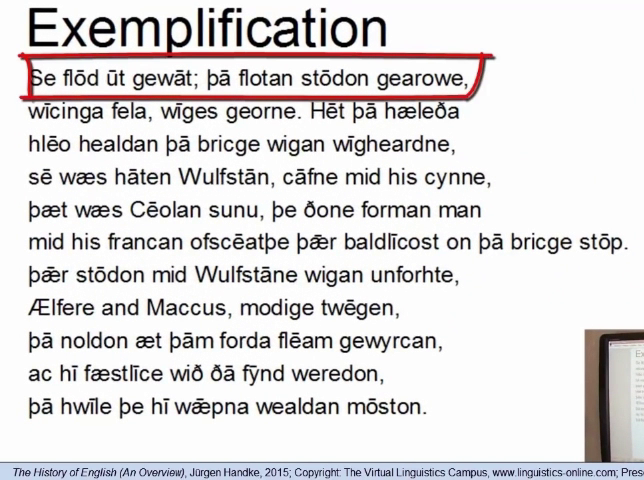 Exemplification
Se flōd ūt gewāt; þā flotan stōdon gearowe,
wīcinga fela, wīges georne. Hēt þā hæleða
hlēo healdan þā bricge wigan wīgheardne,
sē wæs hāten Wulfstān, cāfne mid his cynne,
þæt wæs Cēolan sunu, þe ðone forman man
mid his francan ofscēatþe þǣr baldlīcost on þā bricge stōp.
þǣr stōdon mid Wulfstāne wigan unforhte,
Ælfere and Maccus, modige twēgen,
þā noldon æt þām forda flēam gewyrcan,
ac hī fæstlīce wið ðā fȳnd weredon,
þā hwīle þe hī wǣpna wealdan mōston.
The History of English (An Overview), Jürgen Handke, 2015; Copyright: The Virtual Linguistics Campus, www.linguistics-online.com; Pres